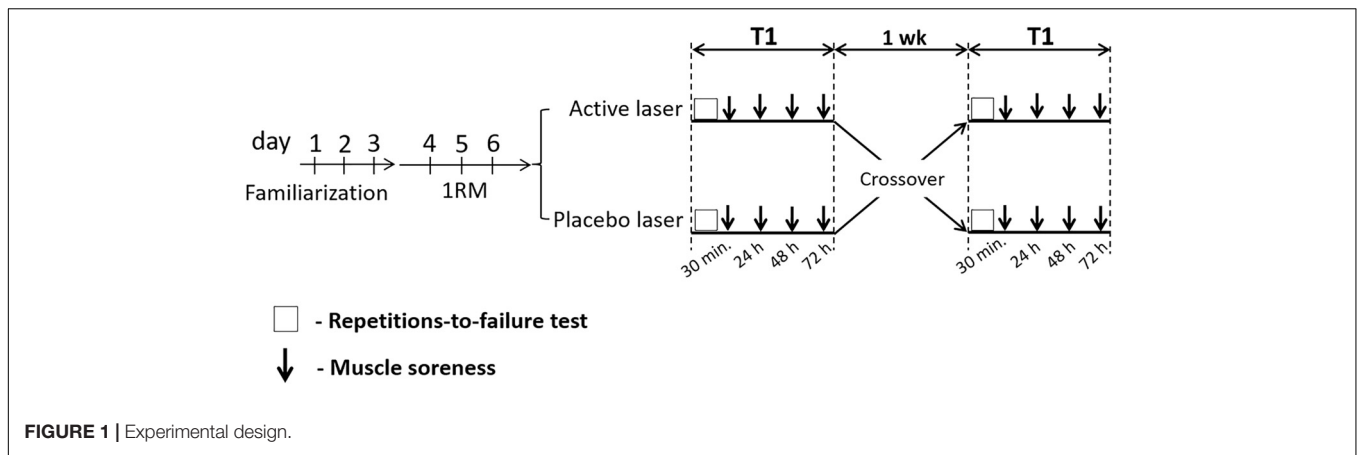 T1 1 wk T1
Active laser
day 1 2 3 4 5 6
Familiarization 1RM
Crossover
Placebo laser
30 min. 24 h 48 h 72 h. 30 min. 24 h 48 h 72 h.
- Repetitions-to-failure test
- Muscle soreness
FIGURE 1 | Experimental design.